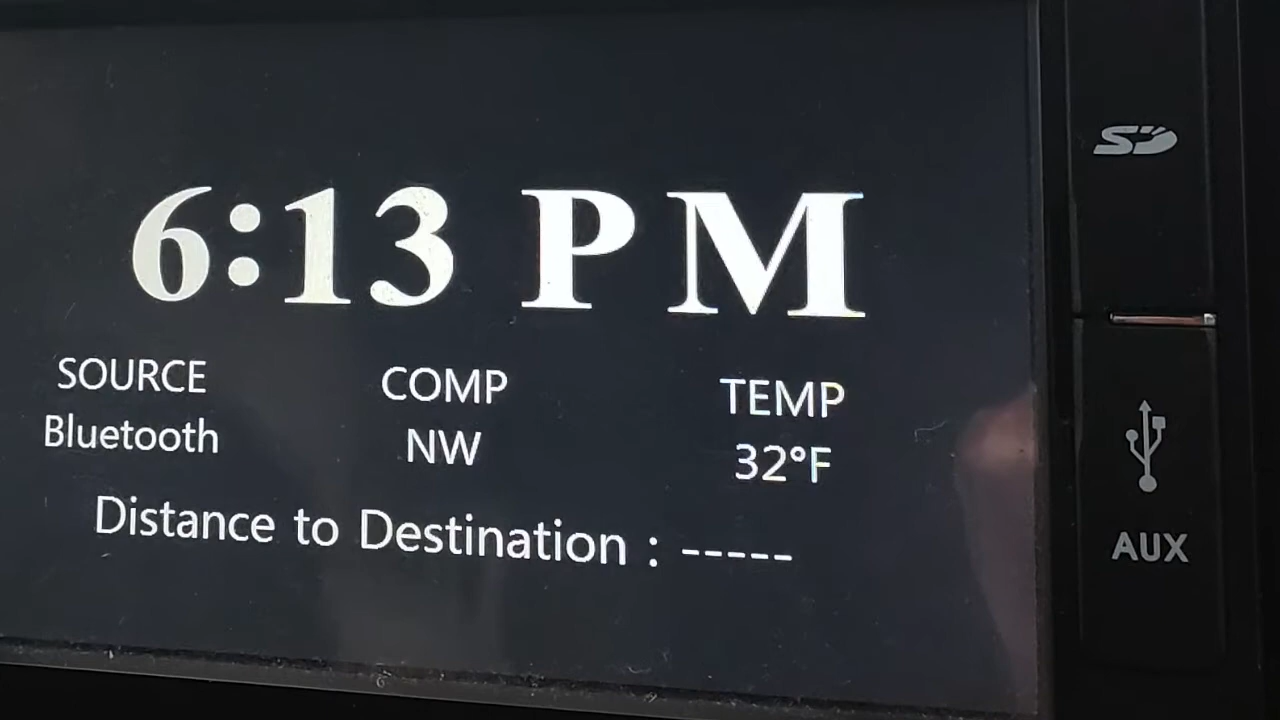 6:13 PM
SOURCE COMP TEMP
Bluetooth NW 32°F
Distance to Destination : -----
SD
AUX